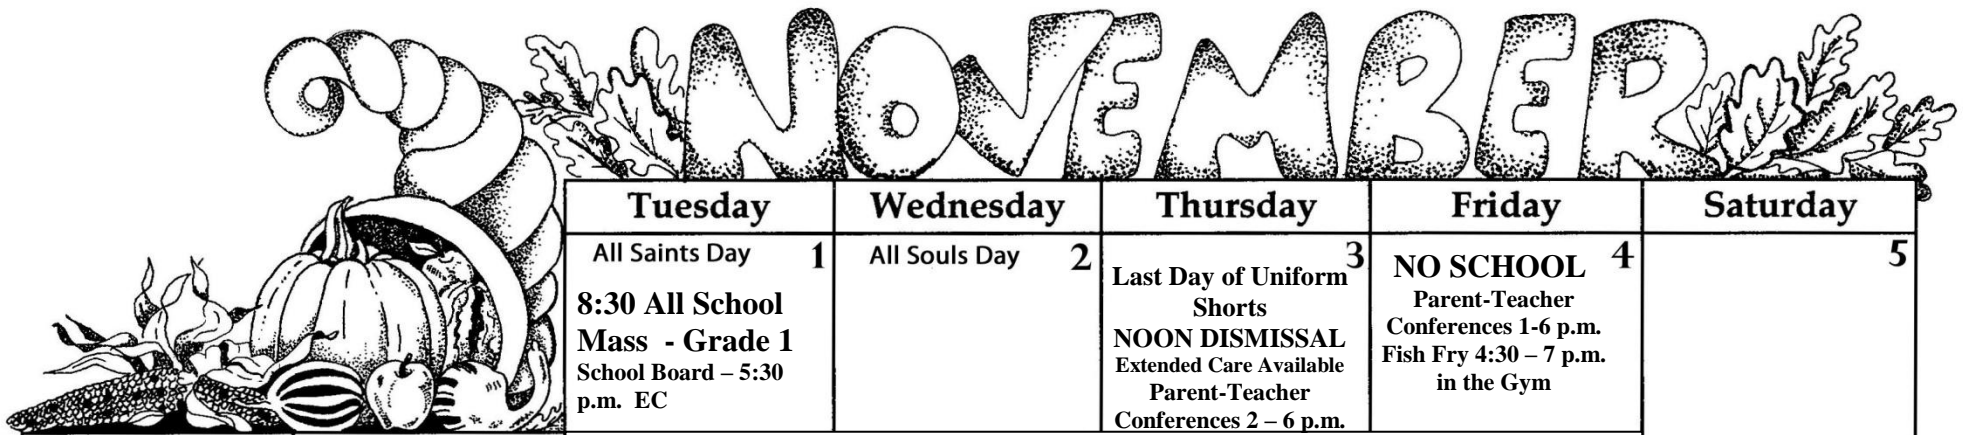 NOVEMBER
Tuesday
Wednesday
Thursday
Friday
Saturday
All Saints Day 1
8:30 All School
Mass - Grade 1
School Board – 5:30
p.m. EC
All Souls Day 2
3
Last Day of Uniform
Shorts
NOON DISMISSAL
Extended Care Available
Parent-Teacher
Conferences 2 – 6 p.m.
NO SCHOOL 4
Parent-Teacher
Conferences 1-6 p.m.
Fish Fry 4:30 – 7 p.m.
in the Gym
5